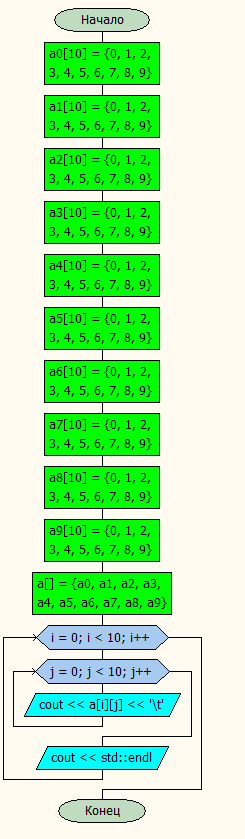 Начало
a0[10] = {0, 1, 2,
3, 4, 5, 6, 7, 8, 9}
a1[10] = {0, 1, 2,
3, 4, 5, 6, 7, 8, 9}
a2[10] = {0, 1, 2,
3, 4, 5, 6, 7, 8, 9}
a3[10] = {0, 1, 2,
3, 4, 5, 6, 7, 8, 9}
a4[10] = {0, 1, 2,
3, 4, 5, 6, 7, 8, 9}
a5[10] = {0, 1, 2,
3, 4, 5, 6, 7, 8, 9}
a6[10] = {0, 1, 2,
3, 4, 5, 6, 7, 8, 9}
a7[10] = {0, 1, 2,
3, 4, 5, 6, 7, 8, 9}
a8[10] = {0, 1, 2,
3, 4, 5, 6, 7, 8, 9}
a9[10] = {0, 1, 2,
3, 4, 5, 6, 7, 8, 9}
a[] = {a0, a1, a2, a3,
a4, a5, a6, a7, a8, a9}
i = 0; i < 10; i++
j = 0; j < 10; j++
cout << a[i][j] << '\t'
cout << std::endl
Конец